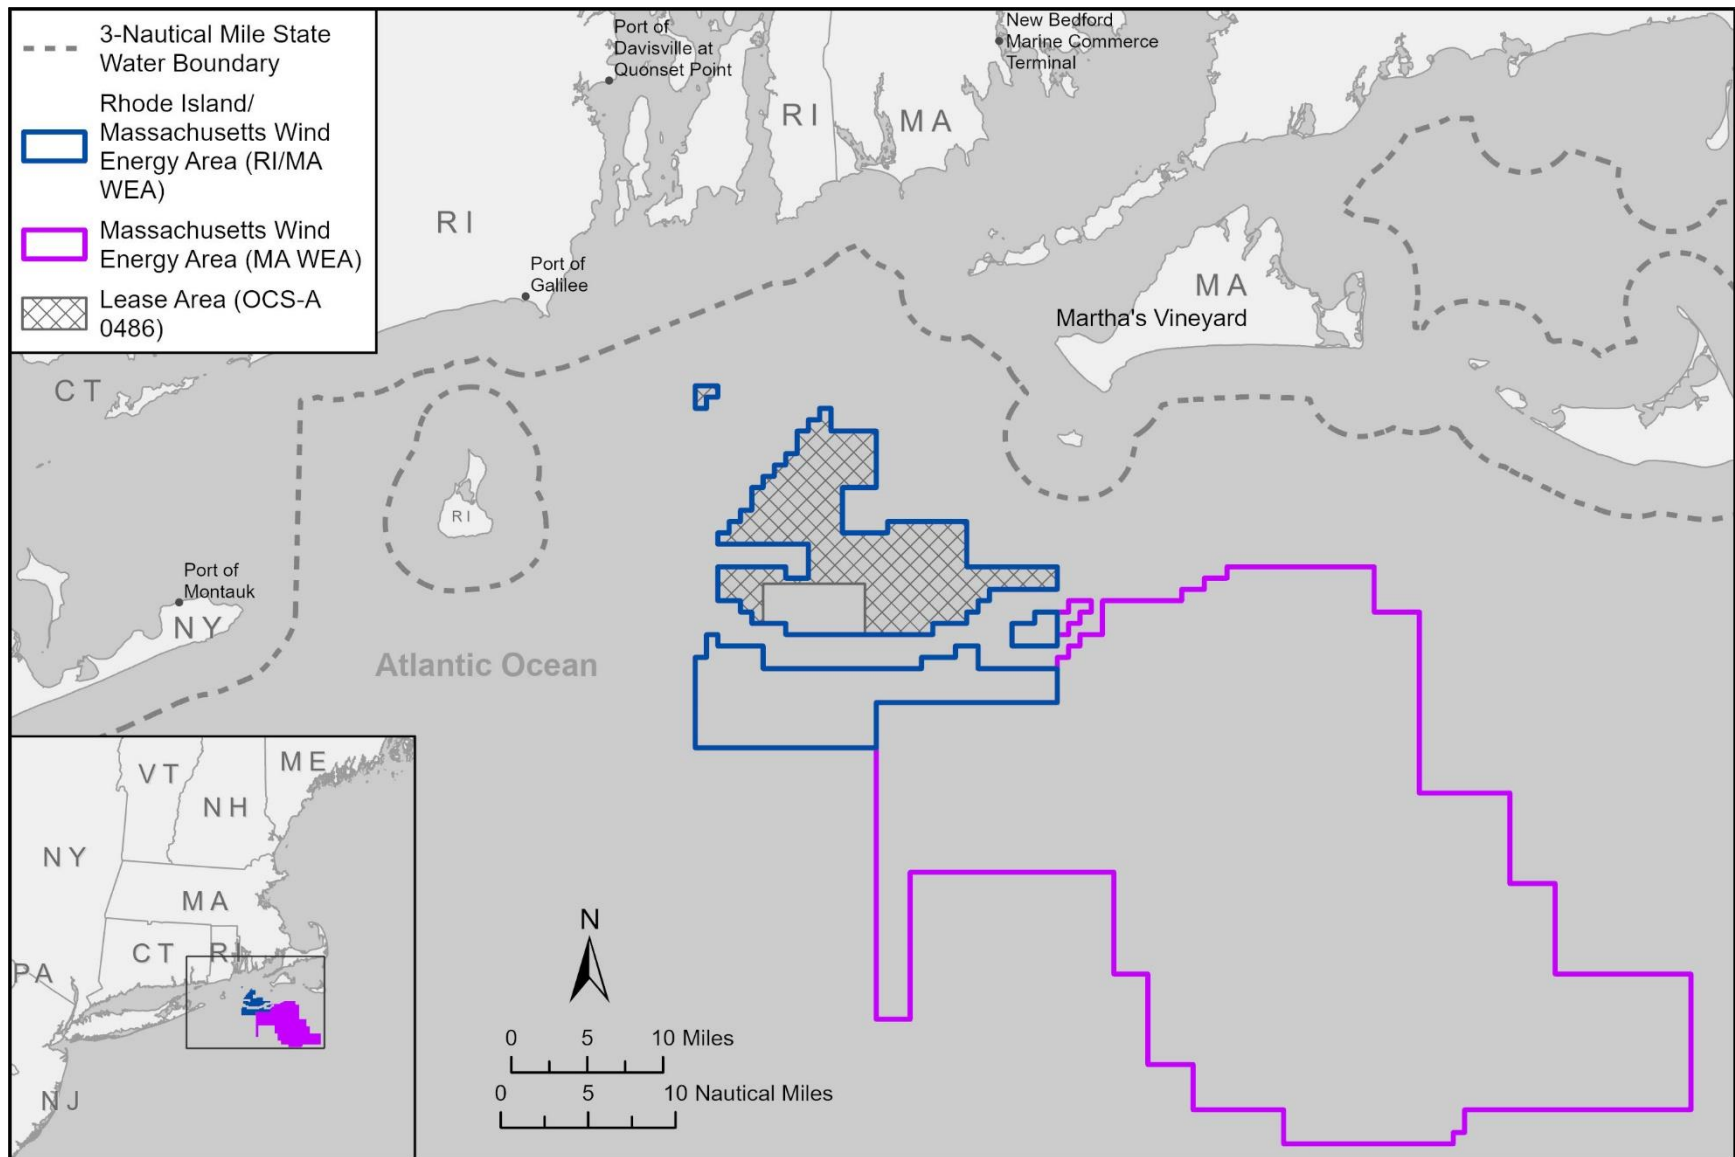 3-Nautical Mile State
Water Boundary
Rhode Island/
Massachusetts Wind
Energy Area (RI/MA
WEA)
Massachusetts Wind
Energy Area (MA WEA)
Lease Area (OCS-A
0486)
Port of
Davisville at
Quonset Point
New Bedford
Marine Commerce
Terminal
RI
MA
RI
Port of
Galilee
MA
Martha's Vineyard
CT
RI
Port of
Montauk
NY
Atlantic Ocean
VT
ME
NH
NY
MA
CT
RI
PA
NJ
N
0 5 10 Miles
0 5 10 Nautical Miles